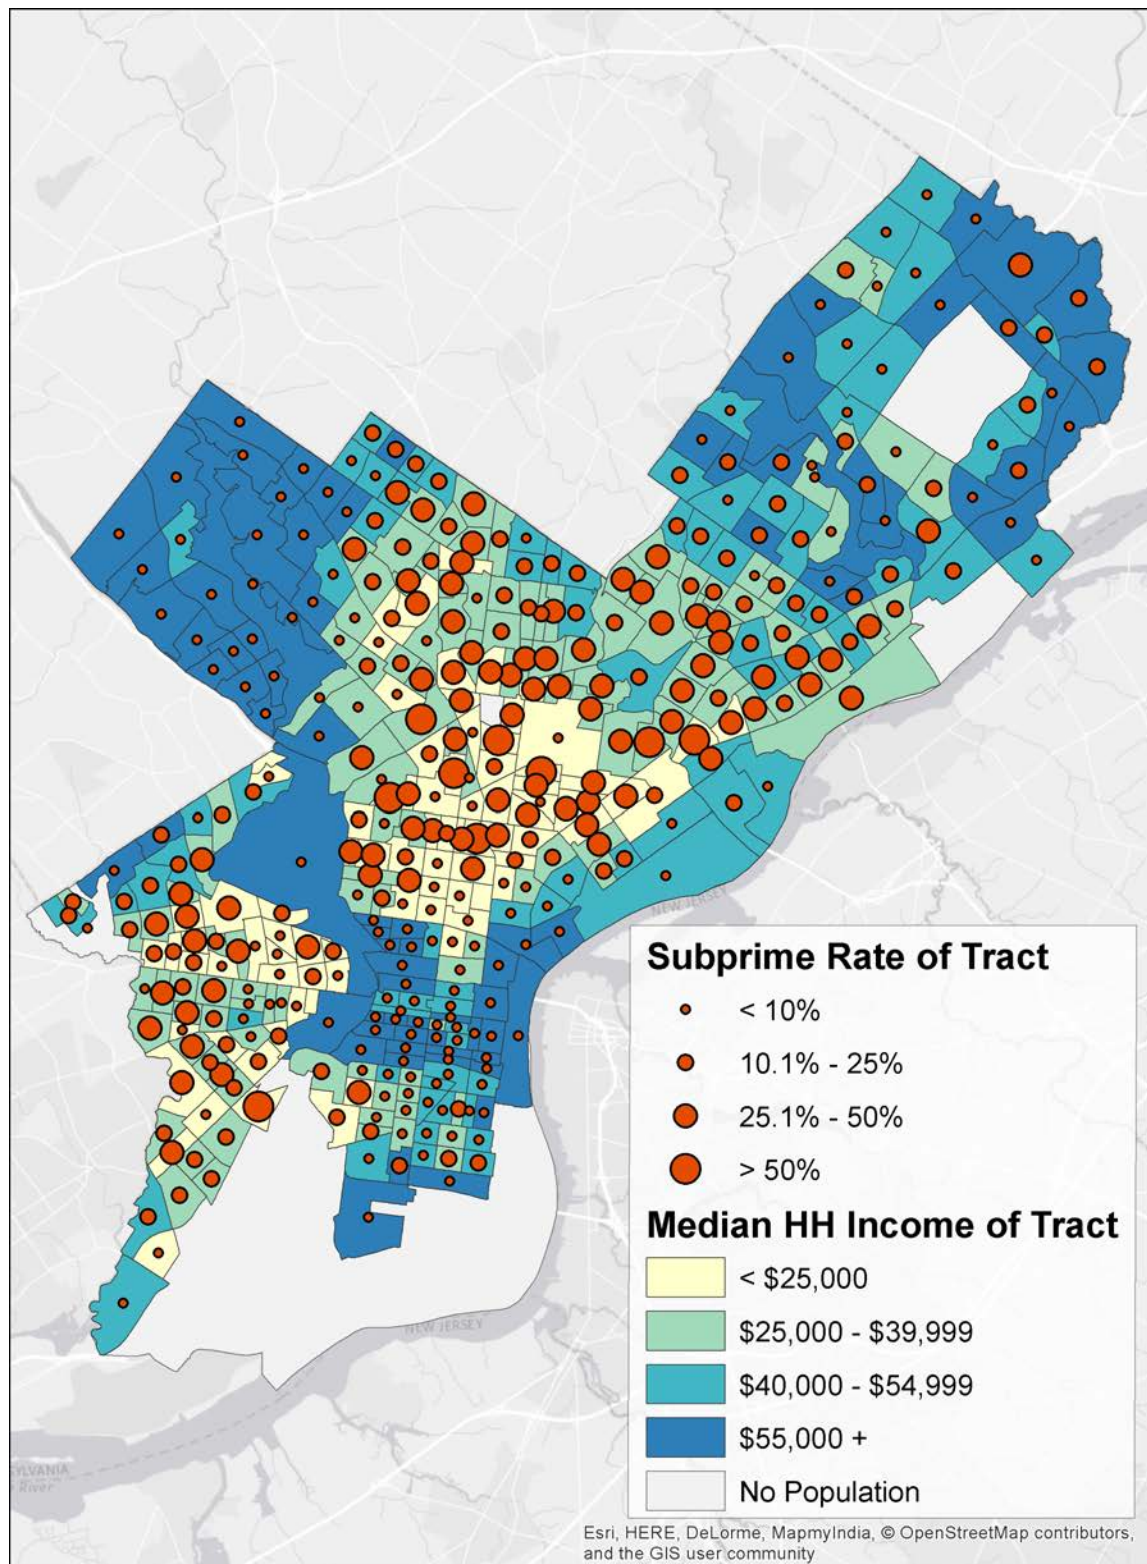 NEW JERSEY
Subprime Rate of Tract
< 10%
10.1% - 25%
25.1% - 50%
> 50%
Median HH Income of Tract
< $25,000
$25,000 - $39,999
$40,000 - $54,999
$55,000 +
No Population
NEW JERSEY
SYLVANIA
River
Esri, HERE, DeLorme, MapmyIndia, © OpenStreetMap contributors,
and the GIS user community